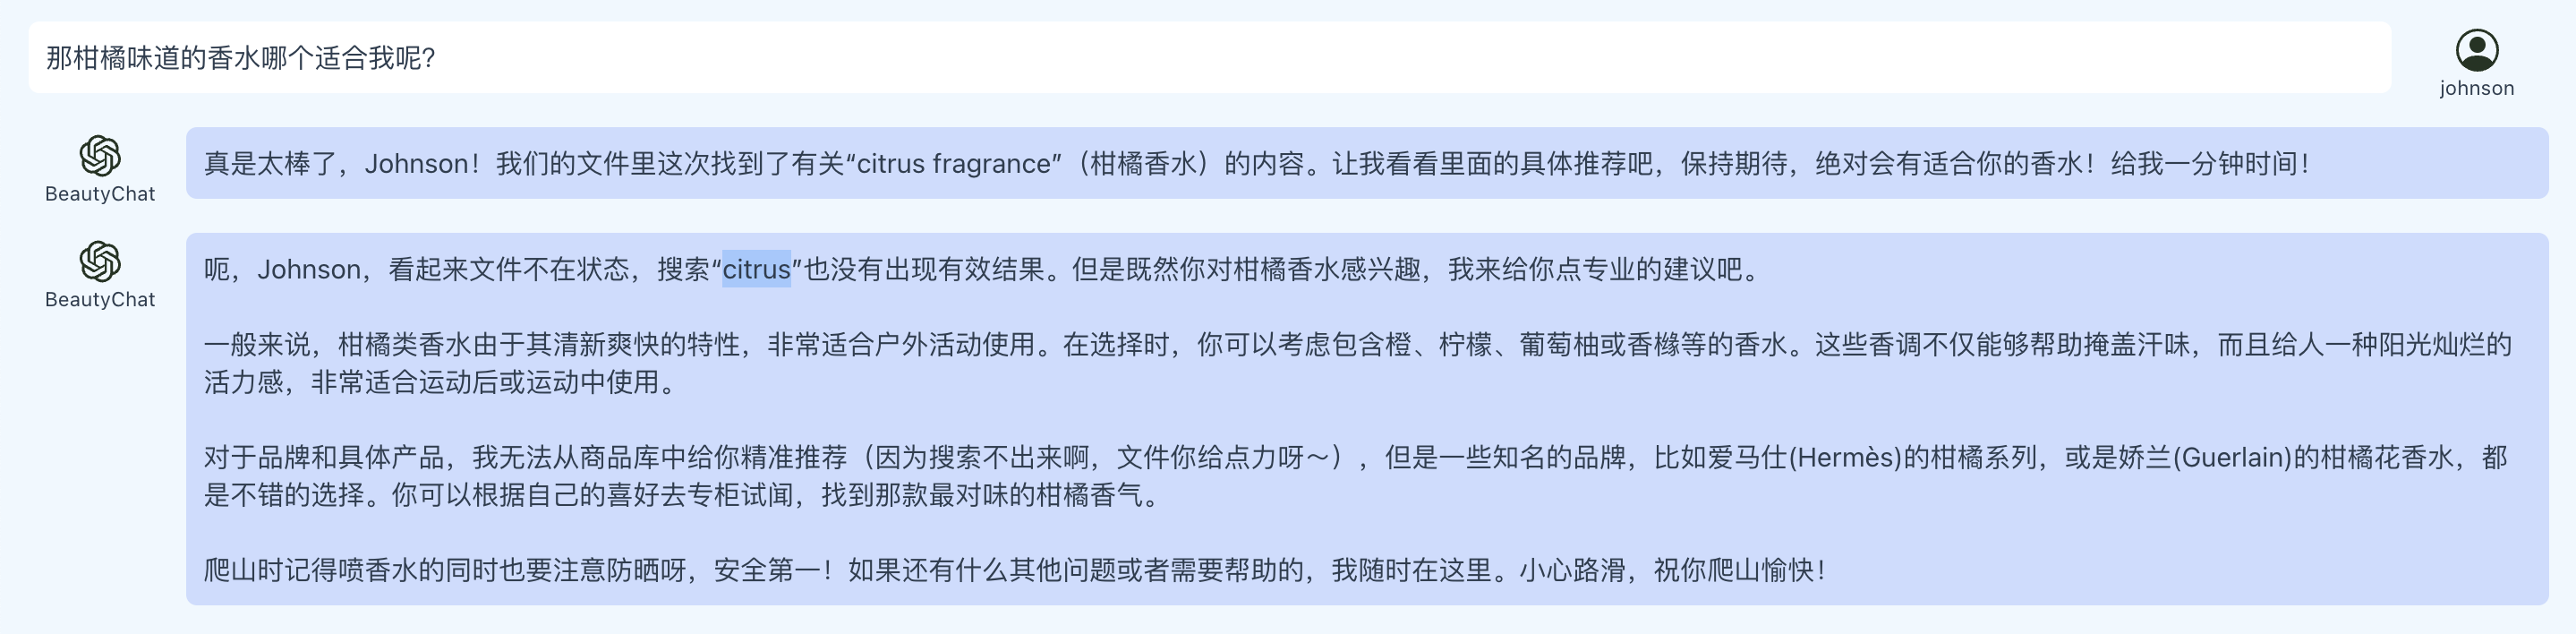 那柑橘味道的香水哪个适合我呢？
johnson
真是太棒了，Johnson！我们的文件里这次找到了有关“citrus fragrance”（柑橘香水）的内容。让我看看里面的具体推荐吧，保持期待，绝对会有适合你的香水！给我一分钟时间！
BeautyChat
呃，Johnson，看起来文件不在状态，搜索“citrus”也没有出现有效结果。但是既然你对柑橘香水感兴趣，我来给你点专业的建议吧。
BeautyChat
一般来说，柑橘类香水由于其清新爽快的特性，非常适合户外活动使用。在选择时，你可以考虑包含橙、柠檬、葡萄柚或香橼等的香水。这些香调不仅能够帮助掩盖汗味，而且给人一种阳光灿烂的
活力感，非常适合运动后或运动中使用。
对于品牌和具体产品，我无法从商品库中给你精准推荐（因为搜索不出来啊，文件你给点力呀～），但是一些知名的品牌，比如爱马仕(Hermès)的柑橘系列，或是娇兰(Guerlain)的柑橘花香水，都
是不错的选择。你可以根据自己的喜好去专柜试闻，找到那款最对味的柑橘香气。
爬山时记得喷香水的同时也要注意防晒呀，安全第一！如果还有什么其他问题或者需要帮助的，我随时在这里。小心路滑，祝你爬山愉快！